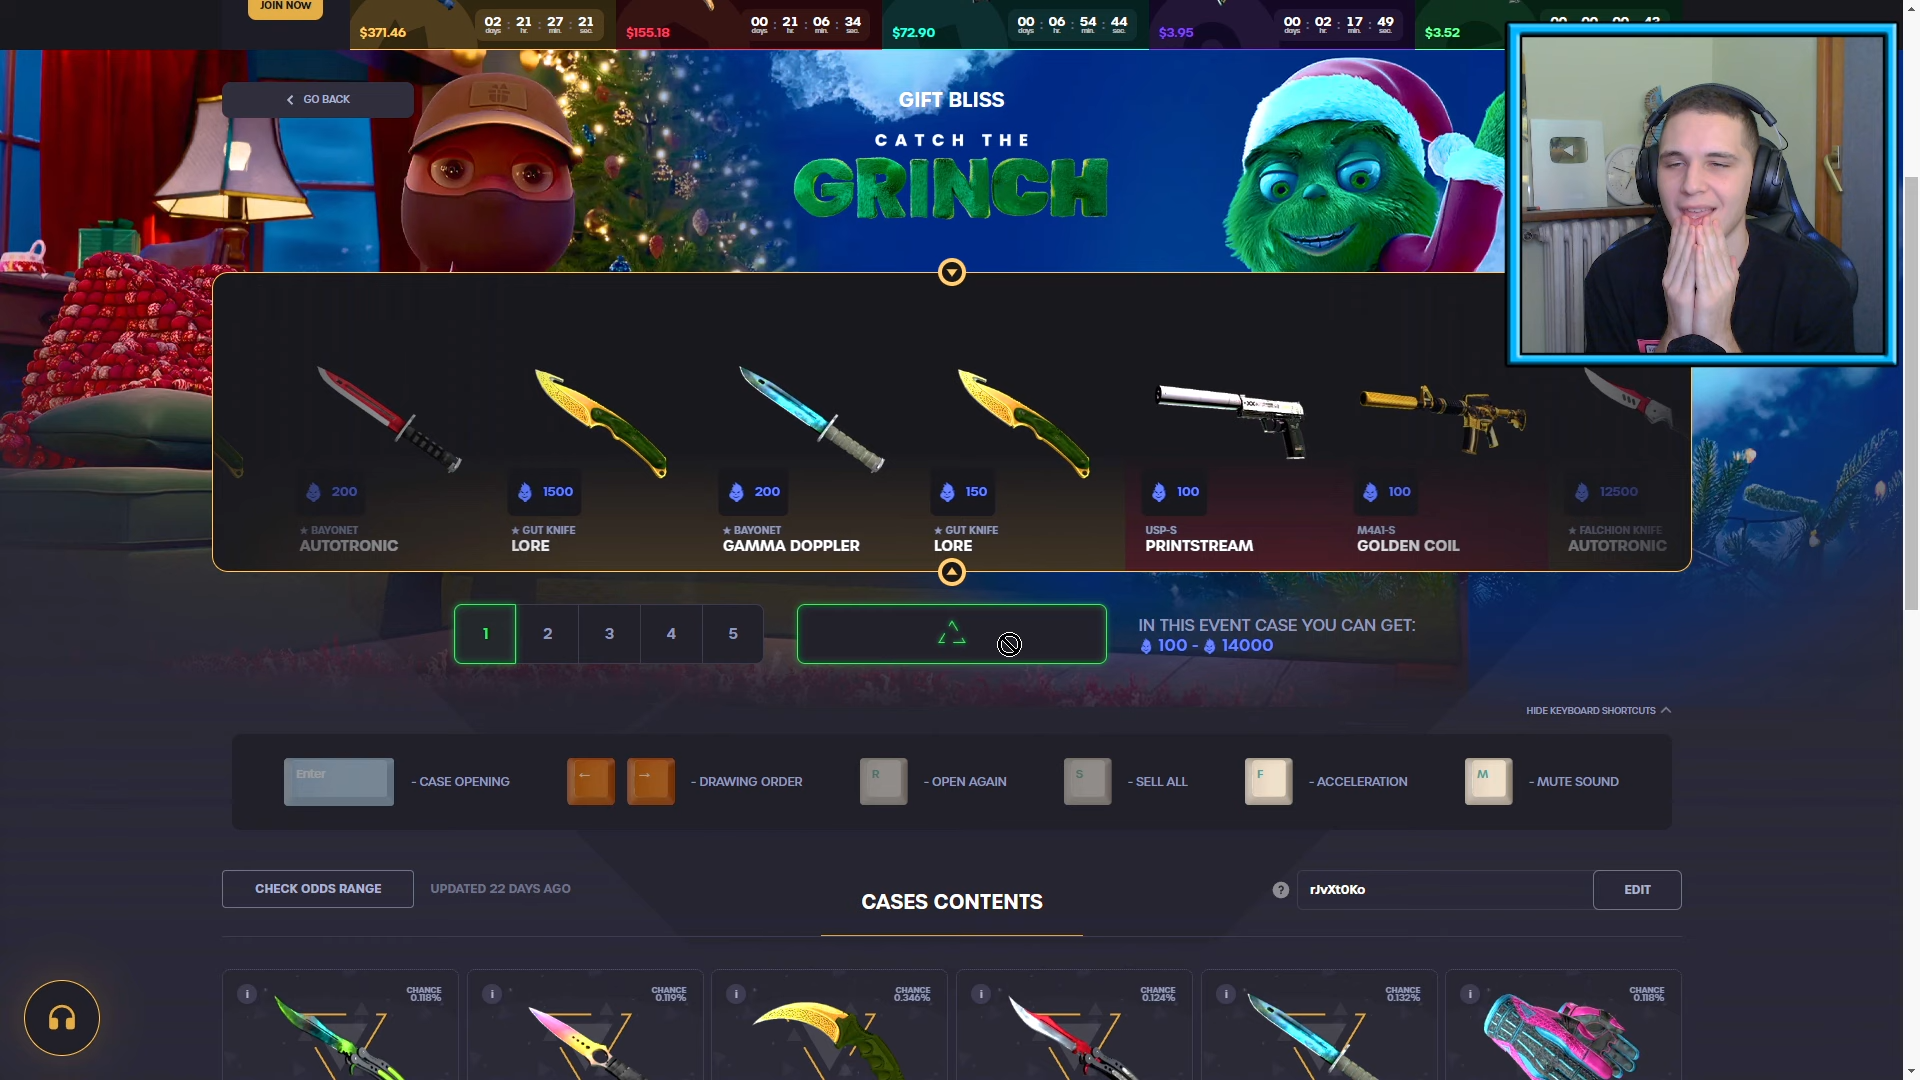 JOIN NOW
$371.46
02 : 21 : 27 : 21
days hr. min. sec.
$155.18
00 : 21 : 06 : 34
days hr. min. sec.
$72.90
00 : 06 : 54 : 44
days hr. min. sec.
$3.95
00 : 02 : 17 : 49
days hr. min. sec.
$3.52
GO BACK
GIFT BLISS
CATCH THE
GRINCH
200
1500
200
150
100
100
12500
★ BAYONET
AUTOTRONIC
★ GUT KNIFE
LORE
★ BAYONET
GAMMA DOPPLER
★ GUT KNIFE
LORE
USP-S
PRINTSTREAM
M4A1-S
GOLDEN COIL
★ FALCHION KNIFE
AUTOTRONIC
1 2 3 4 5
IN THIS EVENT CASE YOU CAN GET:
100 - 14000
HIDE KEYBOARD SHORTCUTS
Enter
- CASE OPENING
← →
- DRAWING ORDER
R
- OPEN AGAIN
S
- SELL ALL
F
- ACCELERATION
M
- MUTE SOUND
CHECK ODDS RANGE
UPDATED 22 DAYS AGO
CASES CONTENTS
?
rJvXt0Ko
EDIT
CHANCE
0.118%
CHANCE
0.119%
CHANCE
0.346%
CHANCE
0.124%
CHANCE
0.132%
CHANCE
0.118%